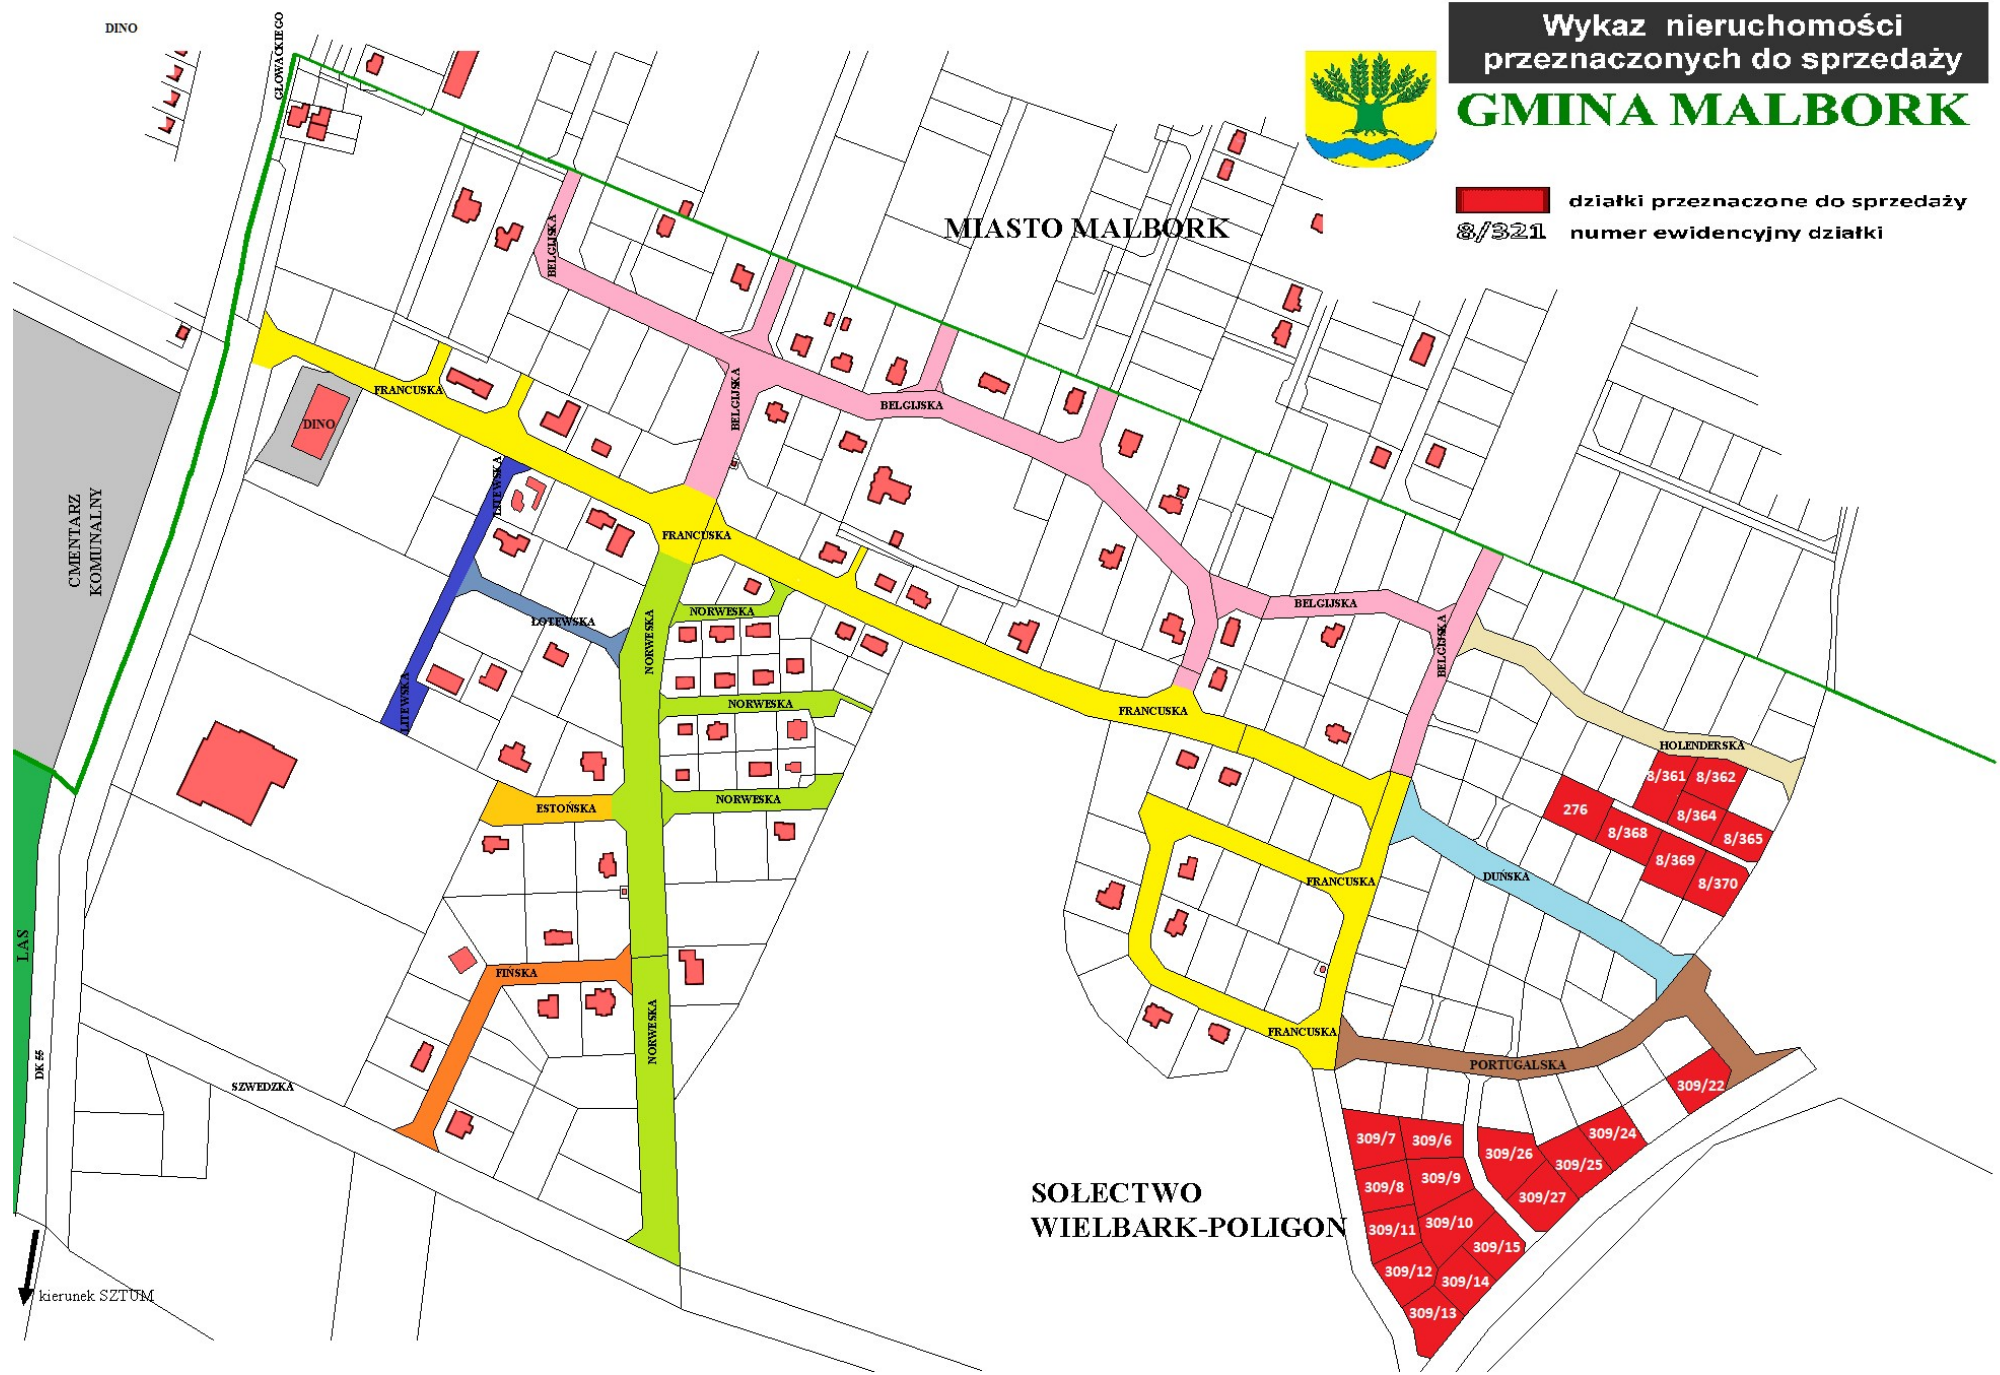 DINO
GŁOWACKIEGO
Wykaz nieruchomości
przeznaczonych do sprzedaży
GMINA MALBORK
działki przeznaczone do sprzedaży
8/321 numer ewidencyjny działki
MIASTO MALBORK
BELGIJSKA
FRANCUSKA
BELGIJSKA
BELGIJSKA
DINO
LITEWSKA
CMENTARZ
KOMUNALNY
FRANCUSKA
NORWESKA
ŁOTEWSKA
NORWESKA
BELGIJSKA
BELGIJSKA
LITEWSKA
NORWESKA
FRANCUSKA
HOLENDERSKA
8/361
8/362
ESTOŃSKA
NORWESKA
276
8/368
8/364
8/365
8/369
8/370
FRANCUSKA
DUŃSKA
LAS
FIŃSKA
NORWESKA
FRANCUSKA
DK 55
SZWEDZKA
PORTUGALSKA
309/22
309/7
309/6
309/24
309/26
309/25
309/9
309/8
309/27
SOŁECTWO
WIELBARK-POLIGON
309/11
309/10
309/15
309/12
309/14
309/13
kierunek SZTUM